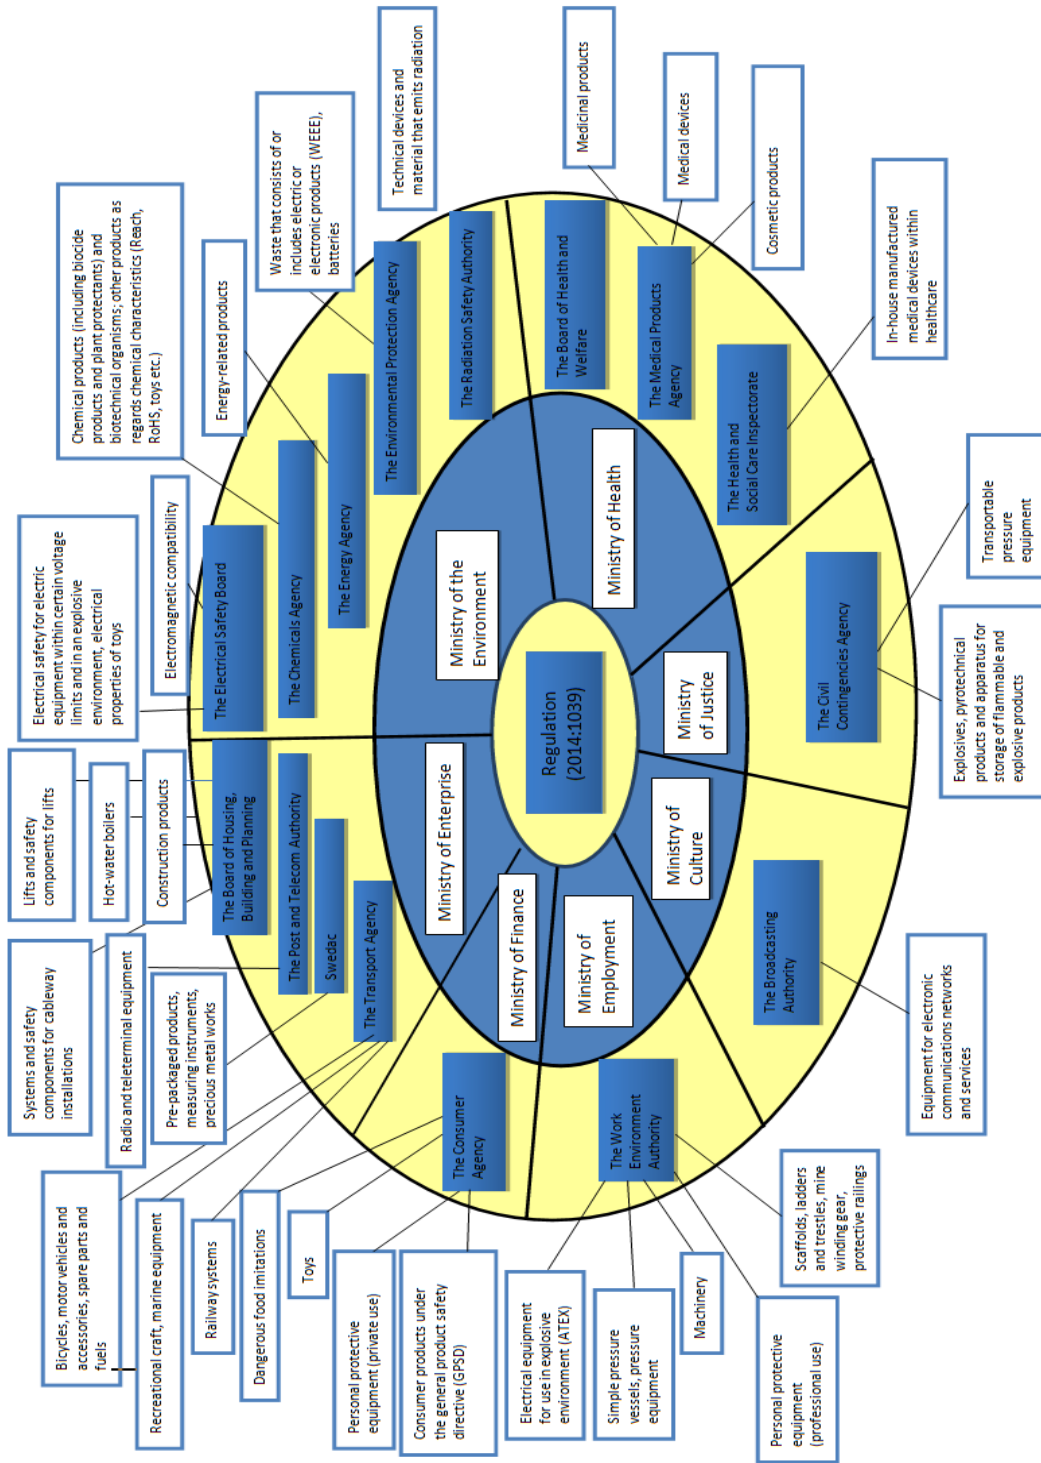 Lifts and safety
components for lifts
Hot-water boilers
Construction products
Systems and safety
components for cableway
installations
Radio and teleterminal equipment
Pre-packaged products,
measuring instruments,
precious metal works
Bicycles, motor vehicles and
accessories, spare parts and
fuels
Recreational craft, marine equipment
Railway systems
Dangerous food imitations
Toys
Personal protective
equipment (private use)
Consumer products under
the general product safety
directive (GPSD)
Electrical equipment
for use in explosive
environment (ATEX)
Simple pressure
vessels, pressure
equipment
Machinery
Personal protective
equipment
(professional use)
Scaffolds, ladders
and trestles, mine
winding gear,
protective railings
Equipment for electronic
communications networks
and services
Explosives, pyrotechnical
products and apparatus for
storage of flammable and
explosive products
Transportable
pressure
equipment
In-house manufactured
medical devices within
healthcare
Cosmetic products
Medical devices
Medicinal products
Technical devices and
material that emits radiation
Waste that consists of or
includes electric or
electronic products (WEEE),
batteries
Energy-related products
Chemical products (including biocide
products and plant protectants) and
biotechnical organisms; other products as
regards chemical characteristics (Reach,
RoHS, toys etc.)
Electromagnetic compatibility
Electrical safety for electric
equipment within certain voltage
limits and in an explosive
environment, electrical
properties of toys
The Board of Housing,
Building and Planning
The Post and Telecom Authority
Swedac
The Transport Agency
The Consumer
Agency
The Work
Environment
Authority
The Broadcasting
Authority
The Civil
Contingencies Agency
The Health and
Social Care Inspectorate
The Medical Products
Agency
The Board of Health and
Welfare
The Radiation Safety Authority
The Environmental Protection Agency
The Energy Agency
The Chemicals Agency
The Electrical Safety Board
Ministry of Enterprise
Ministry of Finance
Ministry of
Employment
Ministry of
Culture
Ministry
of Justice
Ministry of Health
Ministry of the
Environment
Regulation
(2014:1039)